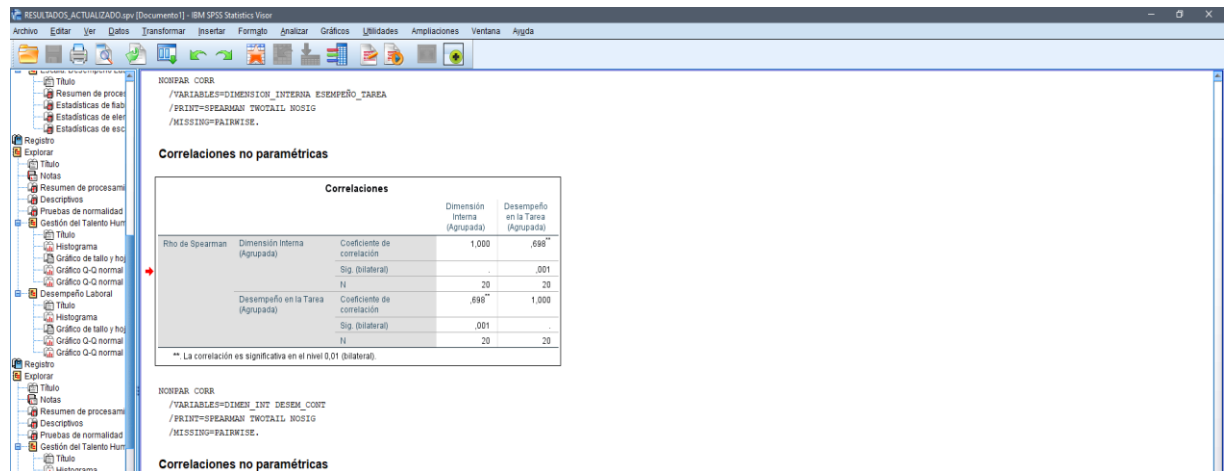 RESULTADOS_ACTUALIZADO.spv [Documento1] - IBM SPSS Statistics Visor
Archivo Editar Ver Datos Transformar Insertar Formato Analizar Gráficos Utilidades Ampliaciones Ventana Ayuda
Título
Resumen de proces
Estadísticas de fiab
Estadísticas de eler
Estadísticas de esc
Registro
Explorar
Título
Notas
Resumen de procesami
Descriptivos
Pruebas de normalidad
Gestión del Talento Hum
Título
Histograma
Gráfico de tallo y hoj
Gráfico Q-Q normal
Gráfico Q-Q normal
Desempeño Laboral
Título
Histograma
Gráfico de tallo y hoj
Gráfico Q-Q normal
Gráfico Q-Q normal
Registro
Explorar
Título
Notas
Resumen de procesami
Descriptivos
Pruebas de normalidad
Gestión del Talento Hum
Título
Histograma
NONPAR CORR
/VARIABLES=DIMENSION_INTERNA ESEMPEÑO_TAREA
/PRINT=SPEARMAN TWOTAIL NOSIG
/MISSING=PAIRWISE.
Correlaciones no paramétricas
Correlaciones
Dimensión Interna (Agrupada) Desempeño en la Tarea (Agrupada)
Rho de Spearman Dimensión Interna (Agrupada) Coeficiente de correlación 1,000 ,698**
Sig. (bilateral) . ,001
N 20 20
Desempeño en la Tarea (Agrupada) Coeficiente de correlación ,698** 1,000
Sig. (bilateral) ,001 .
N 20 20
**. La correlación es significativa en el nivel 0,01 (bilateral).
NONPAR CORR
/VARIABLES=DIMEN_INT DESEM_CONT
/PRINT=SPEARMAN TWOTAIL NOSIG
/MISSING=PAIRWISE.
Correlaciones no paramétricas